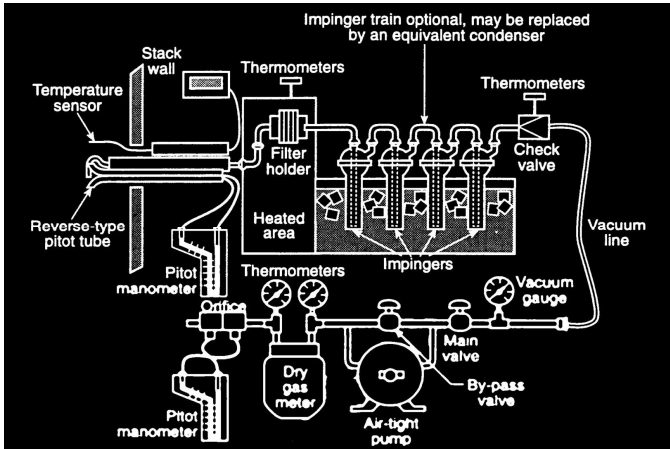 Impinger train optional, may be replaced
by an equivalent condenser
Stack
wall
Thermometers
Thermometers
Temperature
sensor
Filter
holder
Check
valve
Reverse-type
pitot tube
Heated
area
Vacuum
line
Impingers
Pitot
manometer
Thermometers
Vacuum
gauge
Orifice
Main
valve
Dry
gas
meter
By-pass
valve
Pitot
manometer
Air-tight
pump